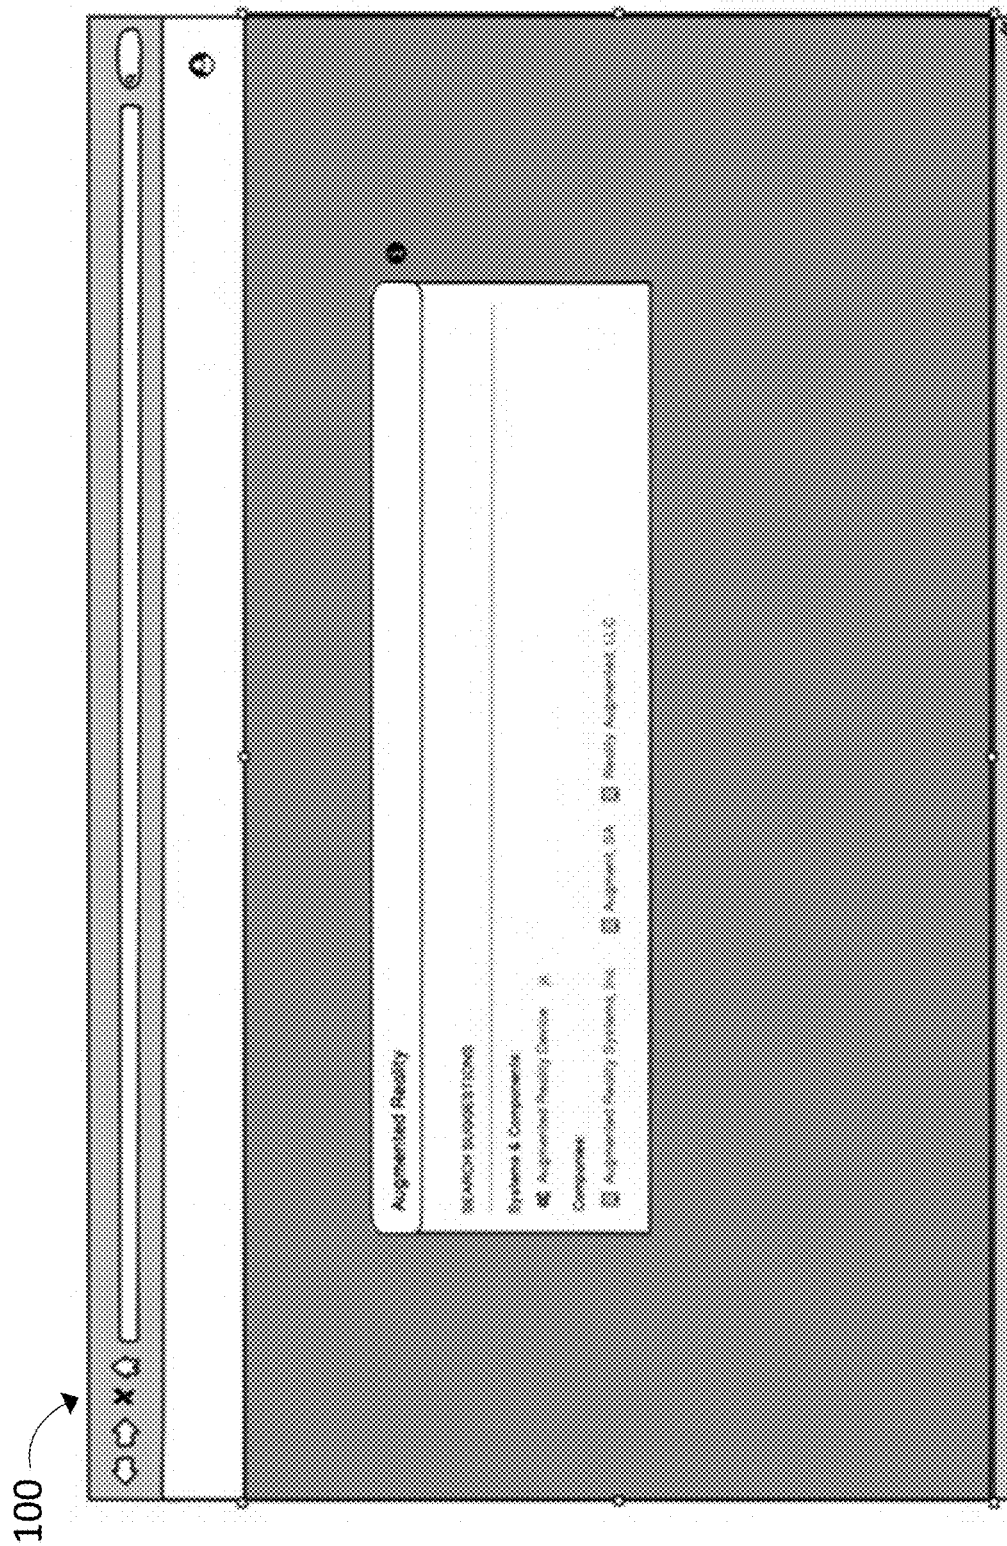 100
Augmented Reality
SEARCH SUGGESTIONS
Systems & Components
Augmented Reality Device X
Companies
Augmented Reality Systems, Inc. Augment, SA Reality Augmented, LLC